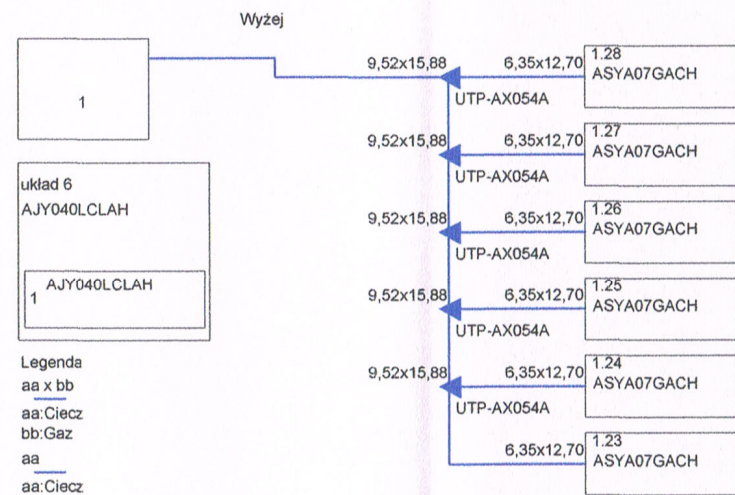 Wyżej
1
układ 6
AJY040LCLAH
AJY040LCLAH
1
Legenda
aa x bb
aa:Ciecz
bb:Gaz
aa
aa:Ciecz
9,52x15,88 6,35x12,70 1.28
UTP-AX054A ASYA07GACH
9,52x15,88 6,35x12,70 1.27
UTP-AX054A ASYA07GACH
9,52x15,88 6,35x12,70 1.26
UTP-AX054A ASYA07GACH
9,52x15,88 6,35x12,70 1.25
UTP-AX054A ASYA07GACH
9,52x15,88 6,35x12,70 1.24
UTP-AX054A ASYA07GACH
6,35x12,70 1.23
ASYA07GACH